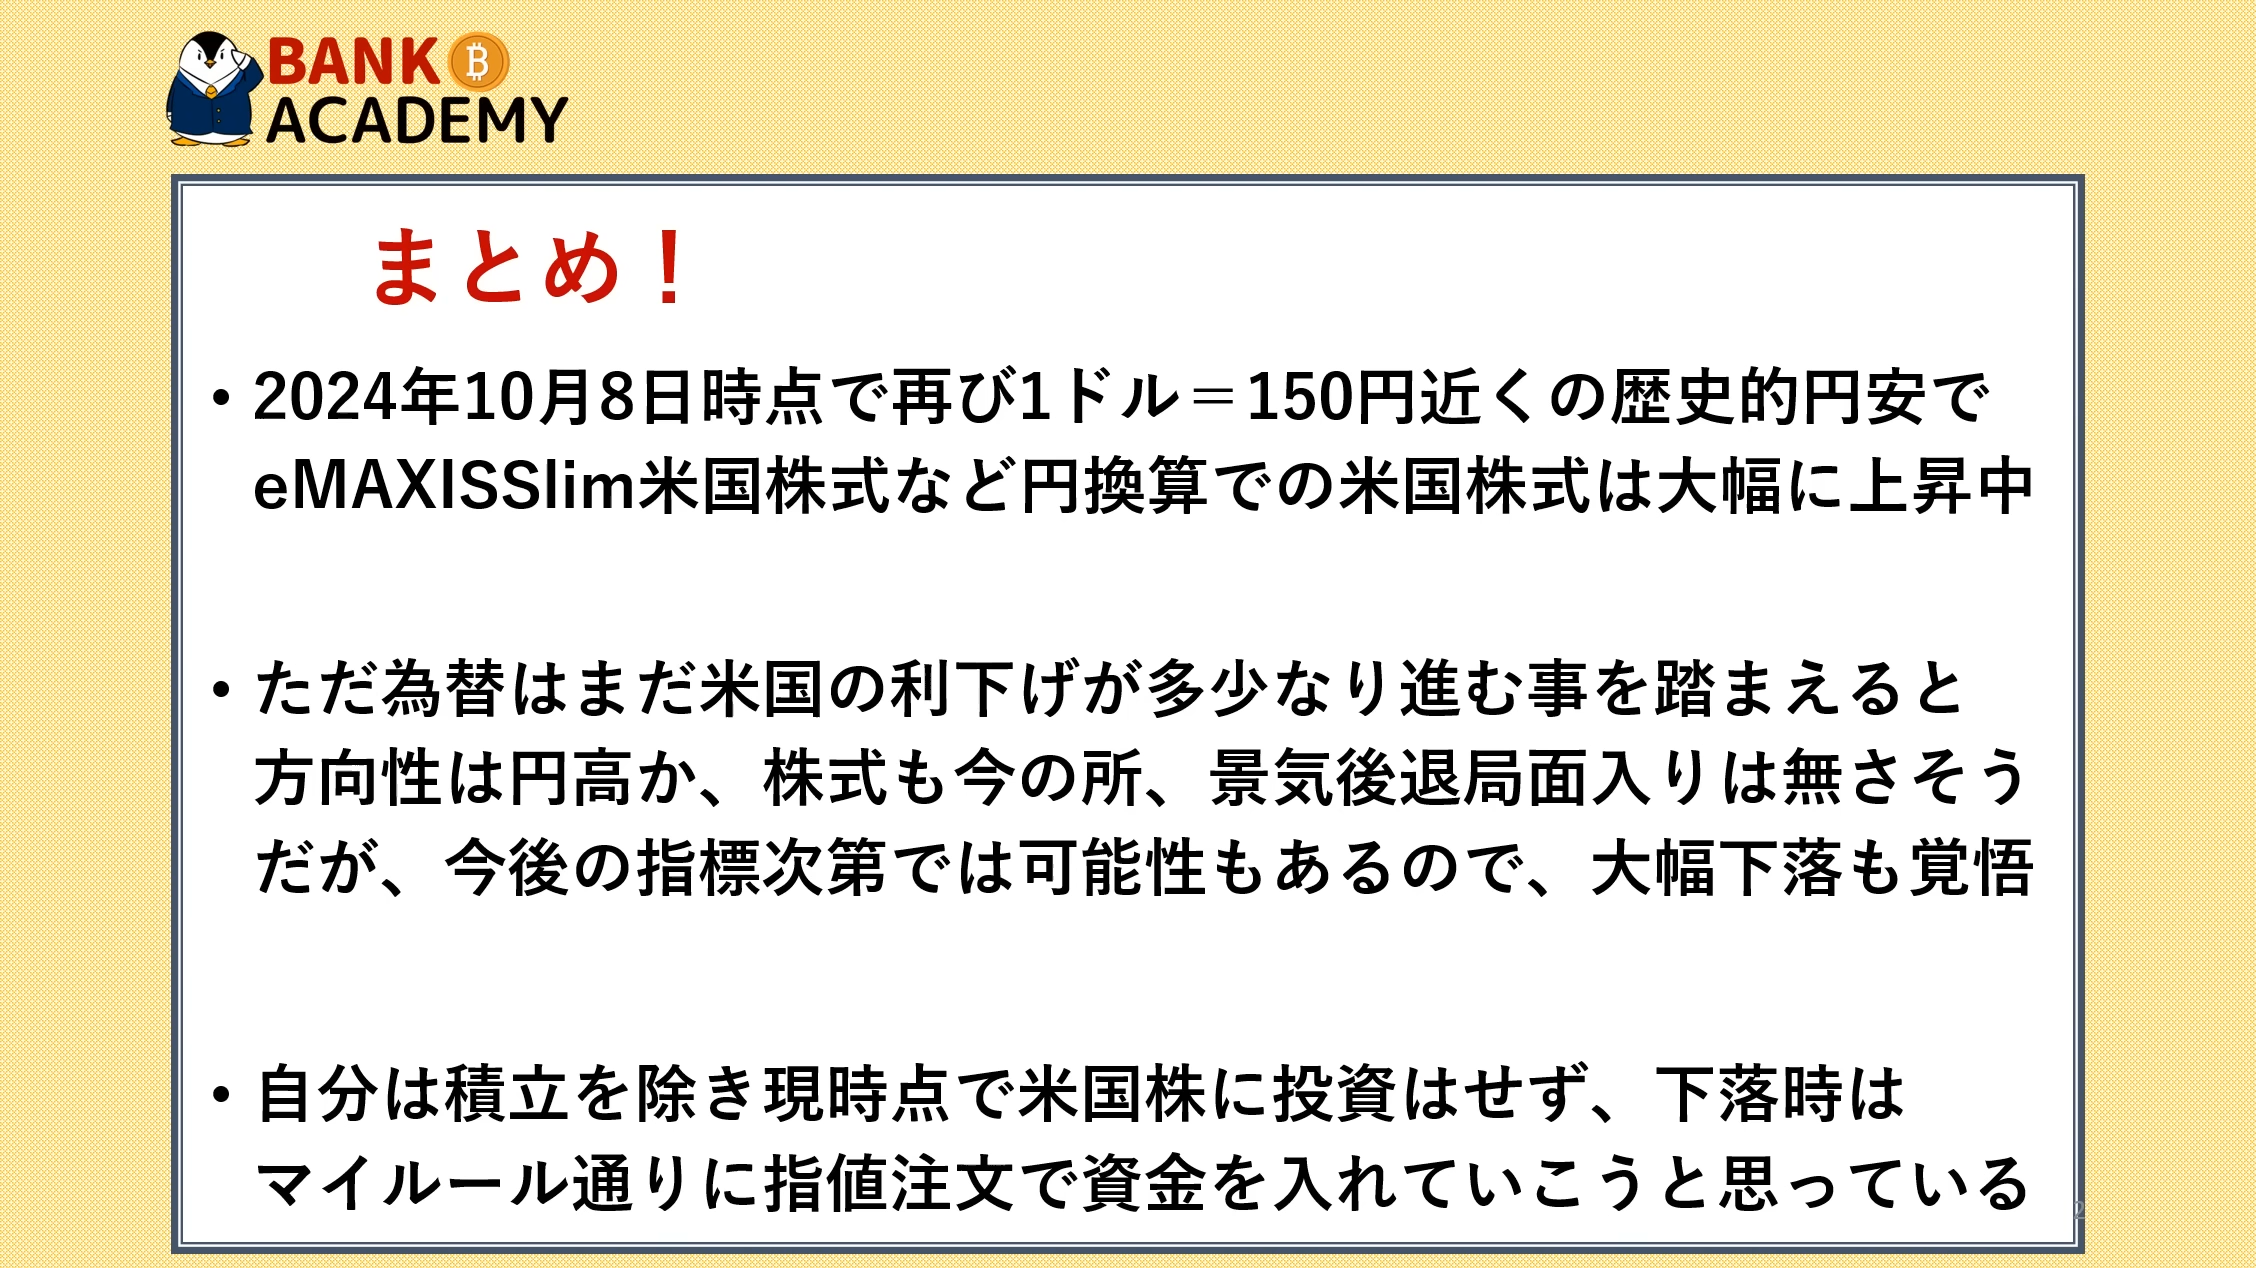 BANK
ACADEMY
まとめ！
・2024年10月8日時点で再び1ドル＝150円近くの歴史的円安で
eMAXISSlim米国株式など円換算での米国株式は大幅に上昇中
・ただ為替はまだ米国の利下げが多少なり進む事を踏まえると
方向性は円高か、株式も今の所、景気後退局面入りは無さそう
だが、今後の指標次第では可能性もあるので、大幅下落も覚悟
・自分は積立を除き現時点で米国株に投資はせず、下落時は
マイルール通りに指値注文で資金を入れていこうと思っている
2